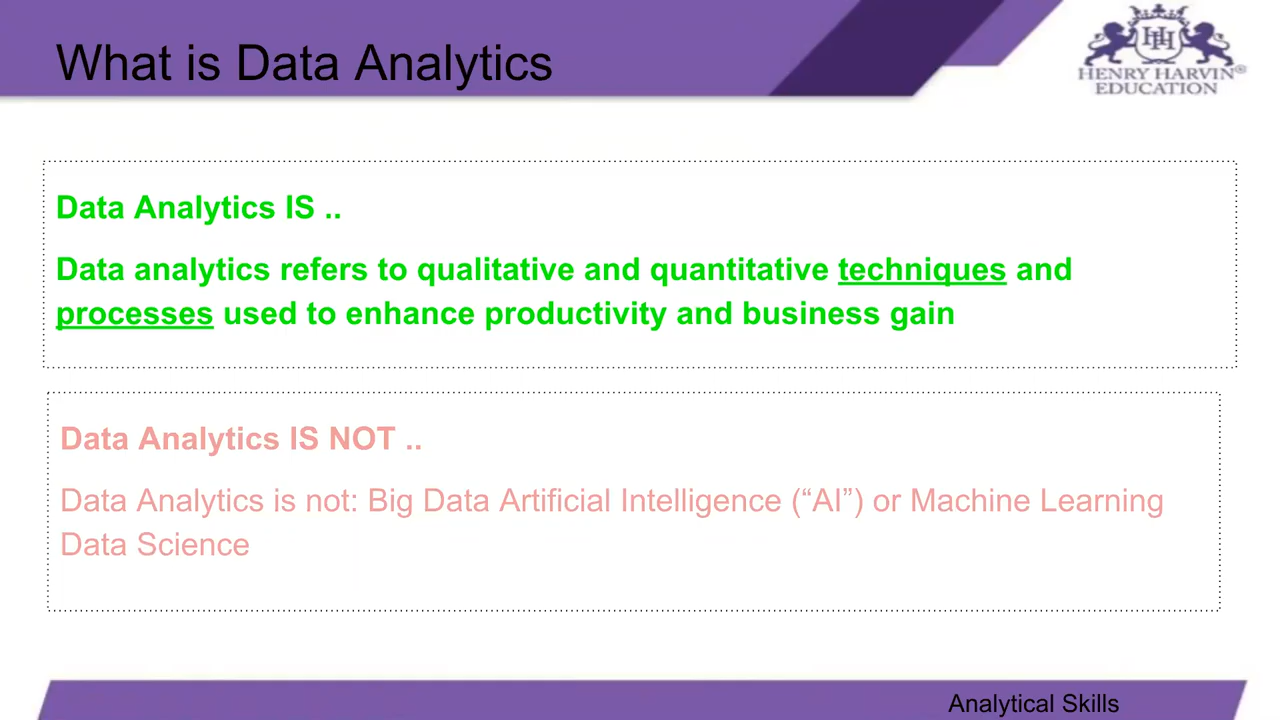 What is Data Analytics
HENRY HARVIN®
EDUCATION
Data Analytics IS ..
Data analytics refers to qualitative and quantitative techniques and
processes used to enhance productivity and business gain
Data Analytics IS NOT ..
Data Analytics is not: Big Data Artificial Intelligence (“AI”) or Machine Learning
Data Science
Analytical Skills